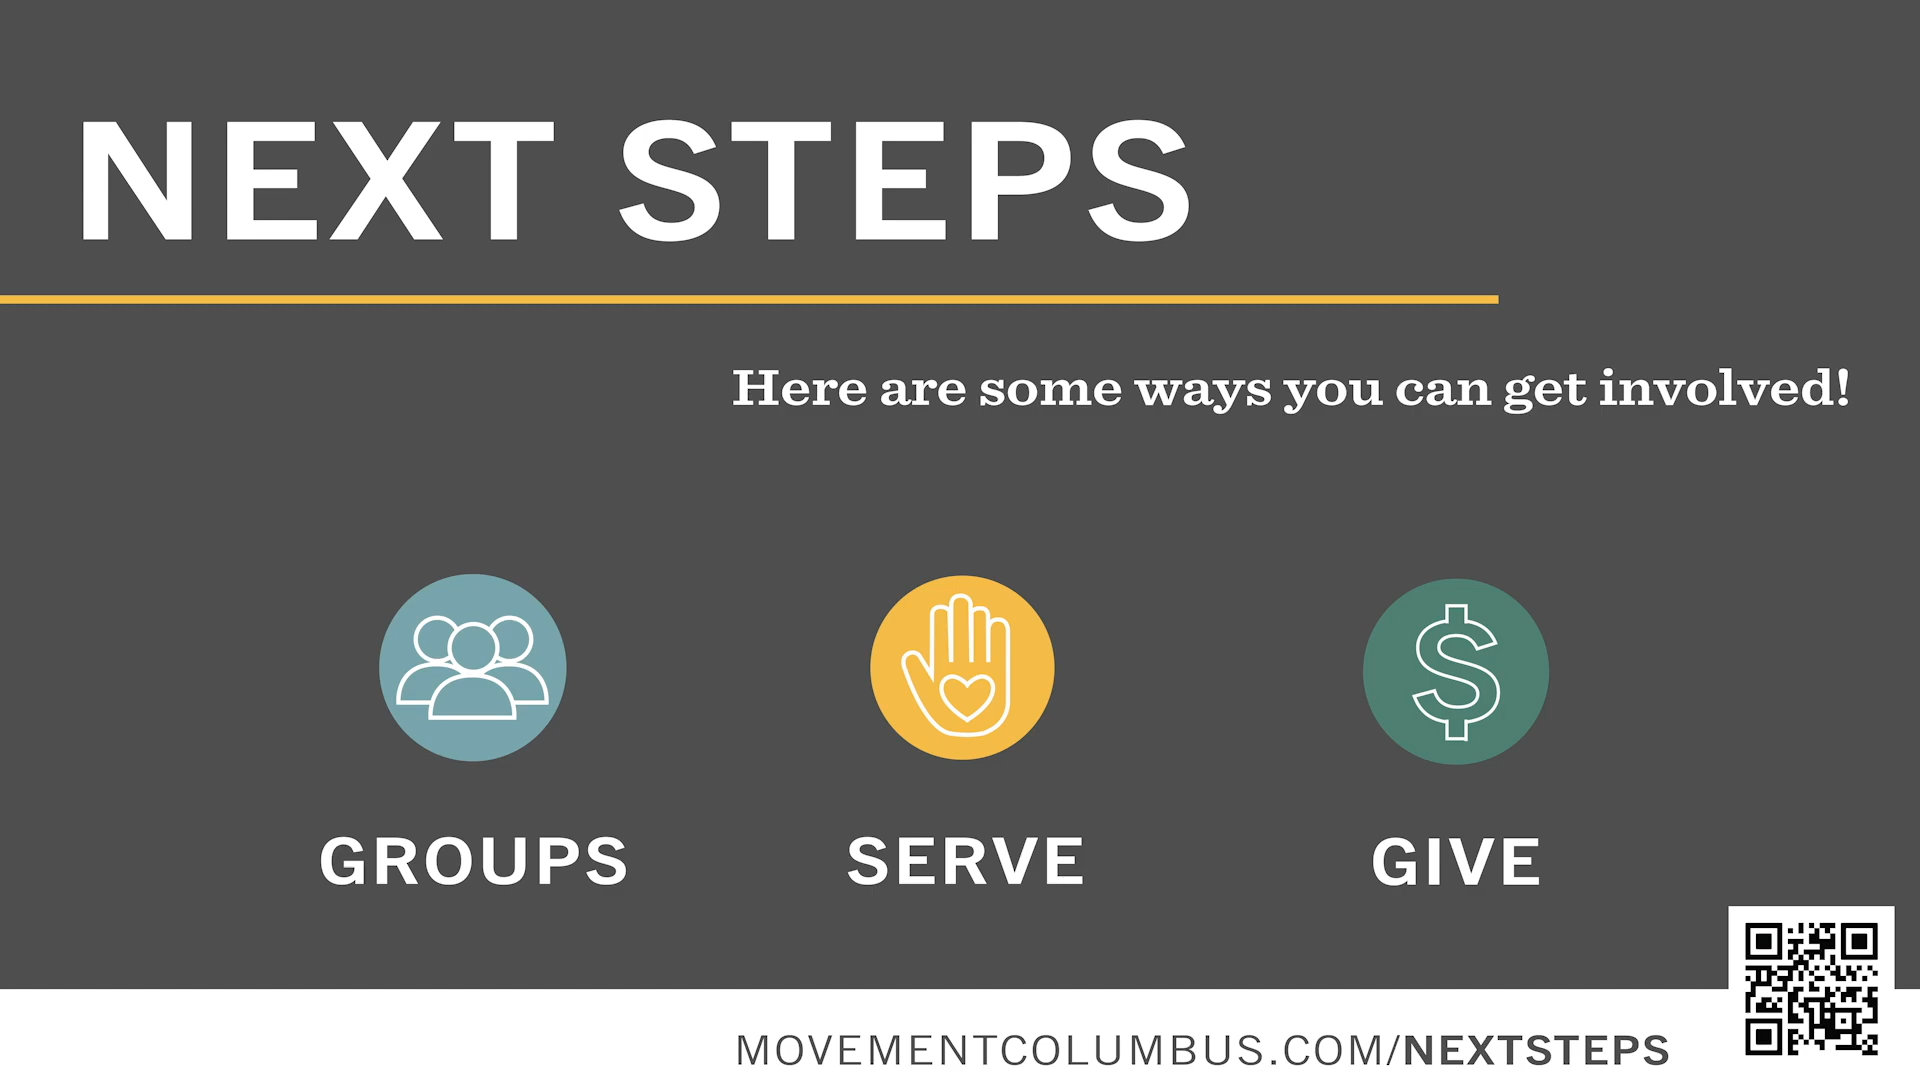 NEXT STEPS
Here are some ways you can get involved!
GROUPS
SERVE
GIVE
MOVEMENTCOLUMBUS.COM/NEXTSTEPS